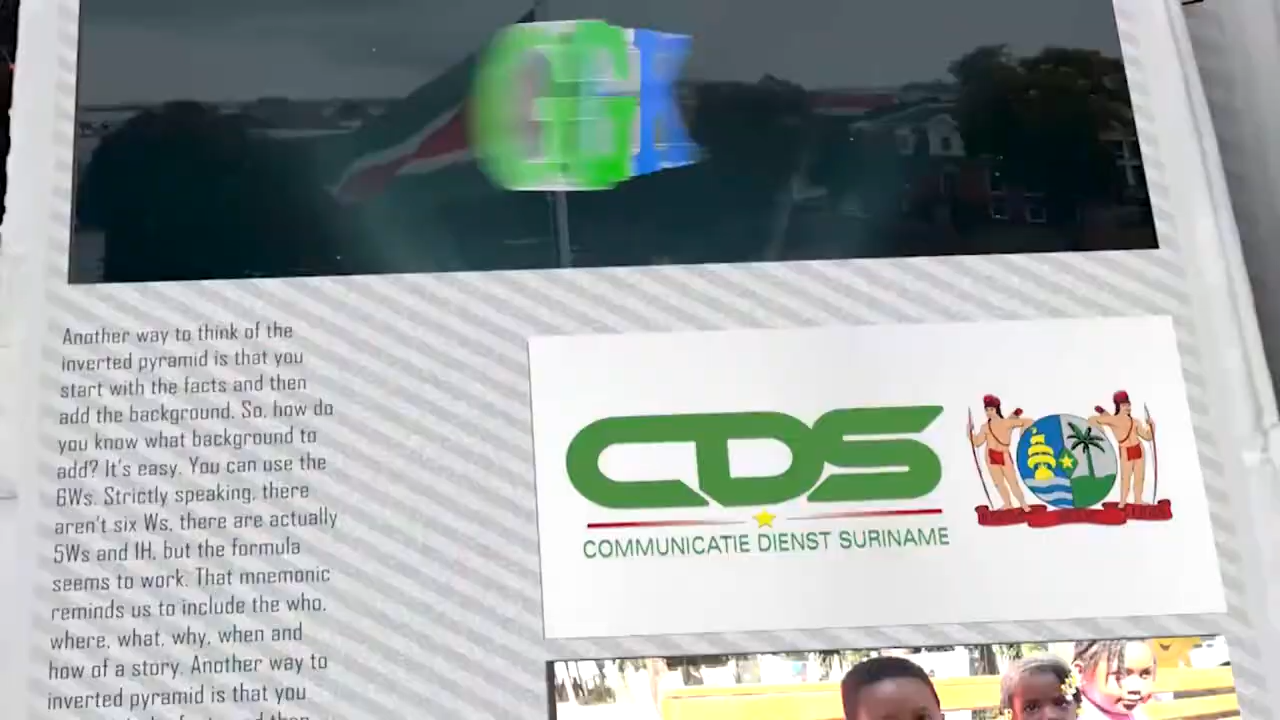 Another way to think of the
inverted pyramid is that you
start with the facts and then
add the background. So, how do
you know what background to
add? It's easy. You can use the
6Ws. Strictly speaking, there
aren't six Ws, there are actually
5Ws and 1H, but the formula
seems to work. That mnemonic
reminds us to include the who,
where, what, why, when and
how of a story. Another way to
inverted pyramid is that you
CDS
COMMUNICATIE DIENST SURINAME